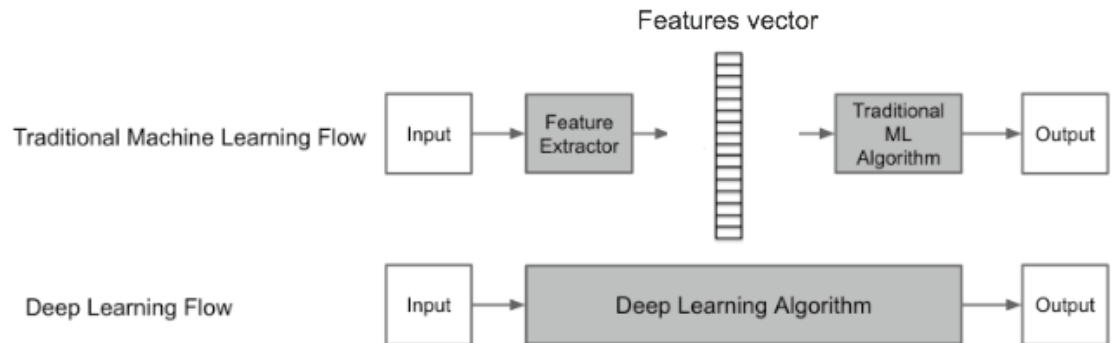 Features vector
Traditional Machine Learning Flow
Input
Feature
Extractor
Traditional
ML
Algorithm
Output
Deep Learning Flow
Input
Deep Learning Algorithm
Output